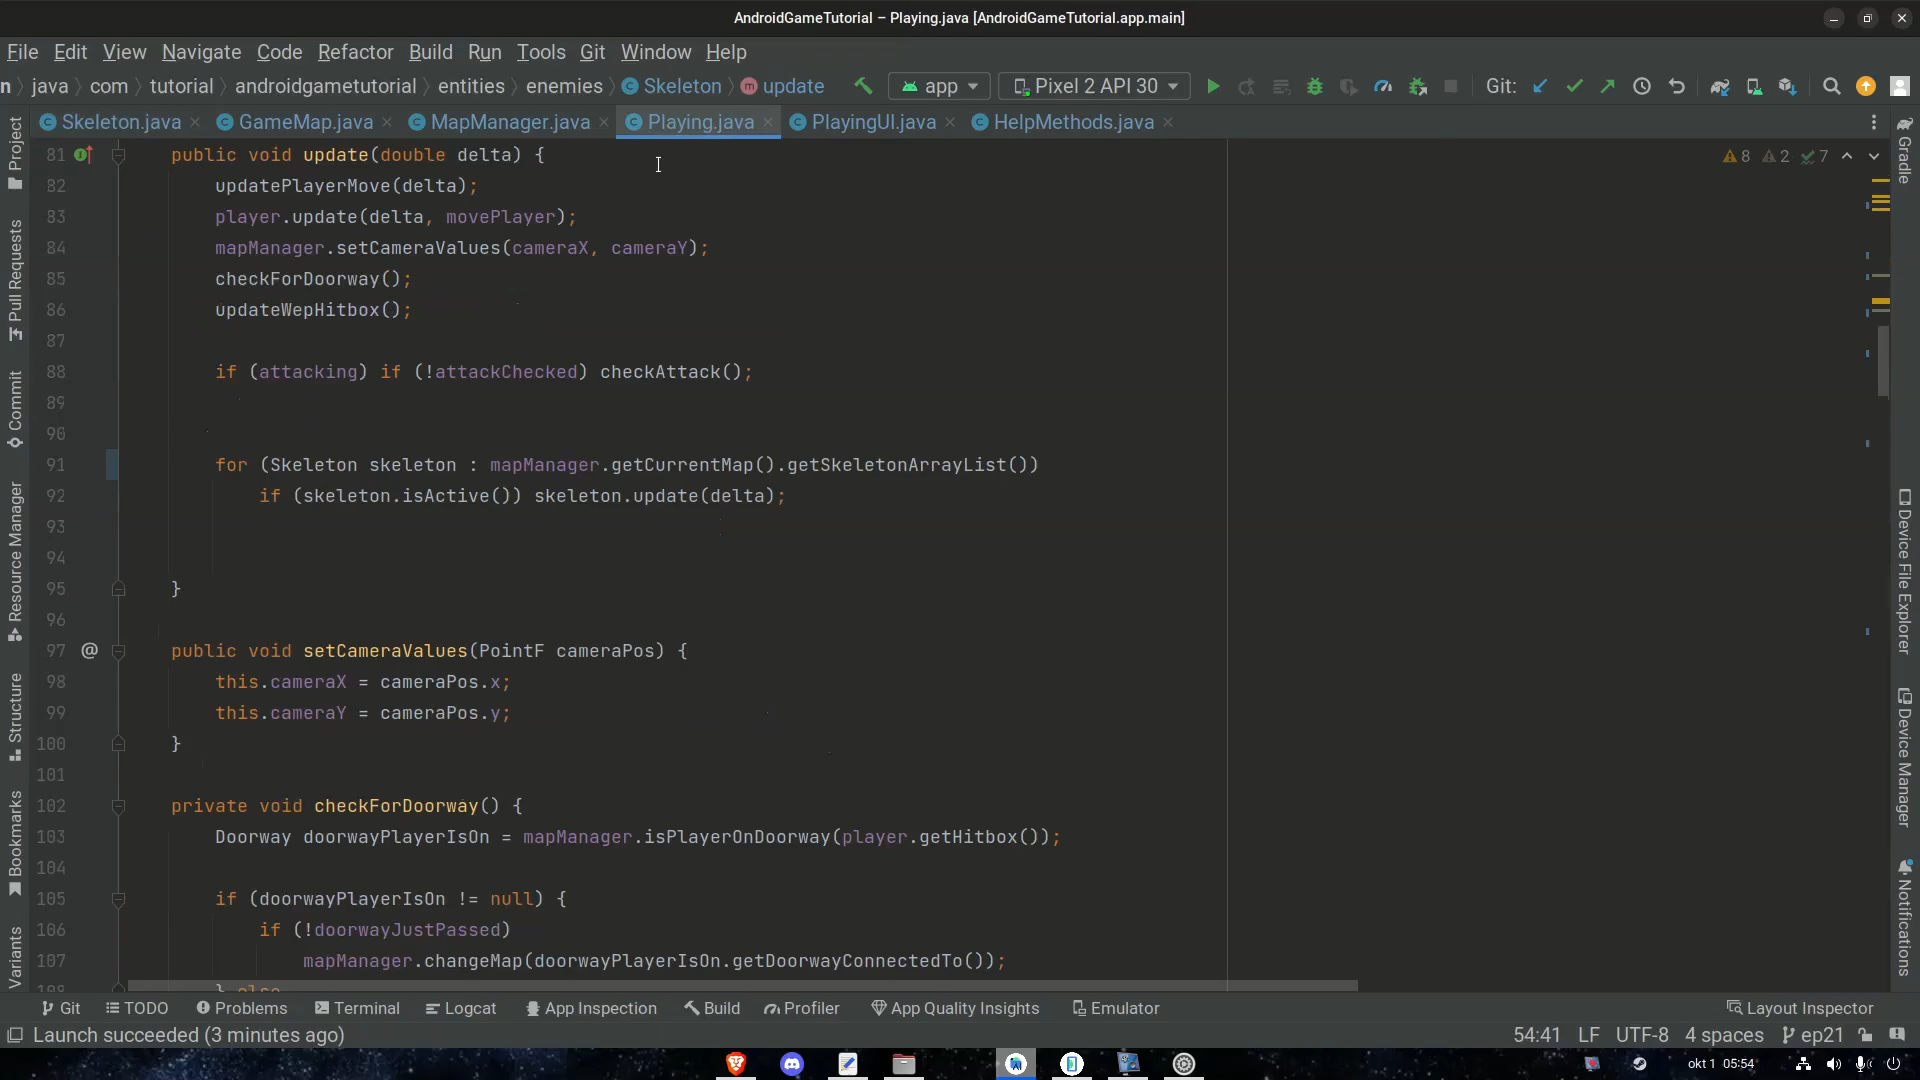 AndroidGameTutorial – Playing.java [AndroidGameTutorial.app.main]
File Edit View Navigate Code Refactor Build Run Tools Git Window Help
n java com tutorial androidgametutorial entities enemies Skeleton update app Pixel 2 API 30 Git:
Skeleton.java GameMap.java MapManager.java Playing.java PlayingUI.java HelpMethods.java
8 2 7
81 public void update(double delta) {
82 updatePlayerMove(delta);
83 player.update(delta, movePlayer);
84 mapManager.setCameraValues(cameraX, cameraY);
85 checkForDoorway();
86 updateWepHitbox();
87
88 if (attacking) if (!attackChecked) checkAttack();
89
90
91 for (Skeleton skeleton : mapManager.getCurrentMap().getSkeletonArrayList())
92 if (skeleton.isActive()) skeleton.update(delta);
93
94
95 }
96
97 @ public void setCameraValues(PointF cameraPos) {
98 this.cameraX = cameraPos.x;
99 this.cameraY = cameraPos.y;
100 }
101
102 private void checkForDoorway() {
103 Doorway doorwayPlayerIsOn = mapManager.isPlayerOnDoorway(player.getHitbox());
104
105 if (doorwayPlayerIsOn != null) {
106 if (!doorwayJustPassed)
107 mapManager.changeMap(doorwayPlayerIsOn.getDoorwayConnectedTo());
108 } else
Project
Pull Requests
Commit
Resource Manager
Structure
Bookmarks
Variants
Gradle
Device File Explorer
Device Manager
Notifications
Git TODO Problems Terminal Logcat App Inspection Build Profiler App Quality Insights Emulator Layout Inspector
Launch succeeded (3 minutes ago) 54:41 LF UTF-8 4 spaces ep21
okt 1 05:54